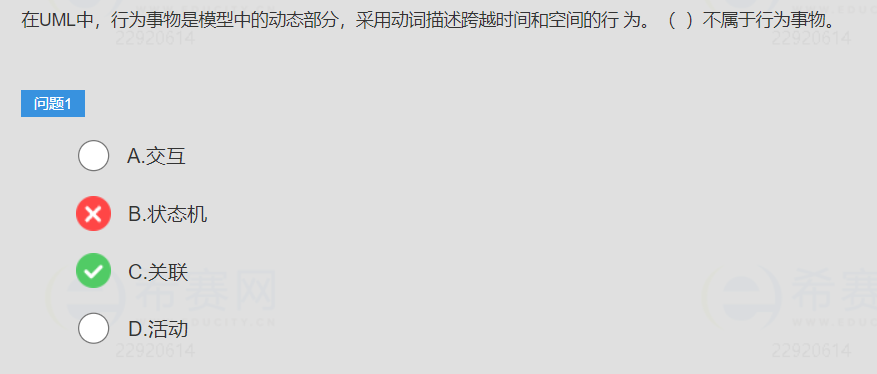 在UML中，行为事物是模型中的动态部分，采用动词描述跨越时间和空间的行 为。（ ）不属于行为事物。
22920614
22920614
问题1
A.交互
B.状态机
C.关联
D.活动
希赛网
希赛
WWW.EDUCITY.CN
22920614
22920614